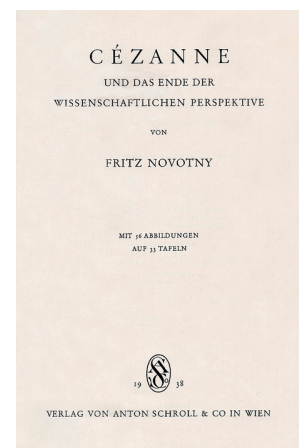 CÉZANNE
UND DAS ENDE DER
WISSENSCHAFTLICHEN PERSPEKTIVE
VON
FRITZ NOVOTNY
MIT 56 ABBILDUNGEN
AUF 33 TAFELN
19 38
VERLAG VON ANTON SCHROLL & CO IN WIEN